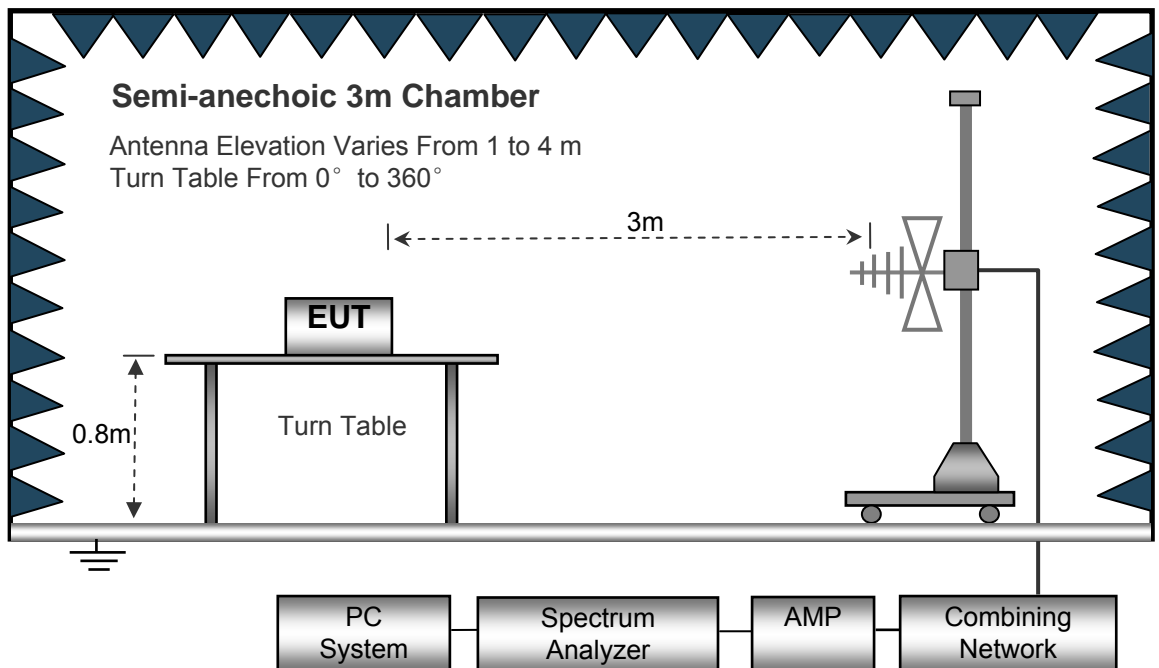 Semi-anechoic 3m Chamber
Antenna Elevation Varies From 1 to 4 m
Turn Table From 0° to 360°
3m
EUT
0.8m
Turn Table
PC
System
Spectrum
Analyzer
AMP
Combining
Network